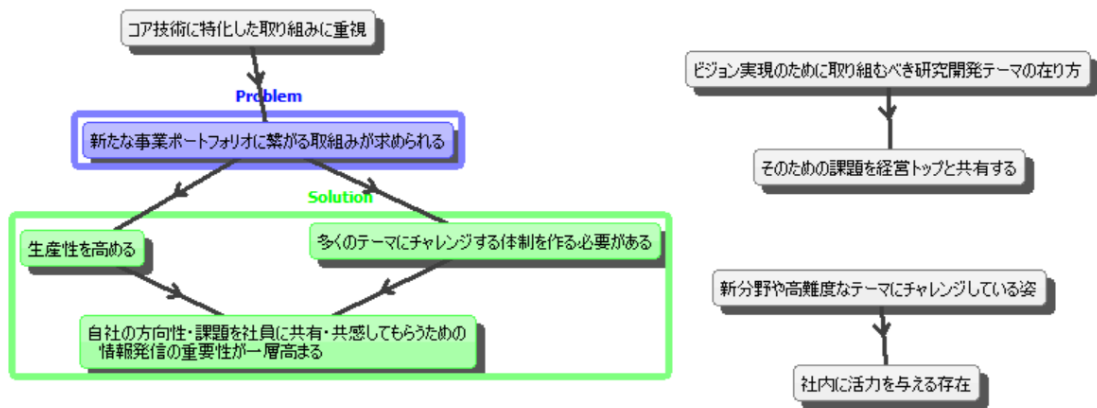 コア技術に特化した取り組みに重視
Problem
新たな事業ポートフォリオに繋がる取組みが求められる
Solution
生産性を高める
多くのテーマにチャレンジする体制を作る必要がある
自社の方向性・課題を社員に共有・共感してもらうための
情報発信の重要性が一層高まる
ビジョン実現のために取り組むべき研究開発テーマの在り方
そのための課題を経営トップと共有する
新分野や高難度なテーマにチャレンジしている姿
社内に活力を与える存在